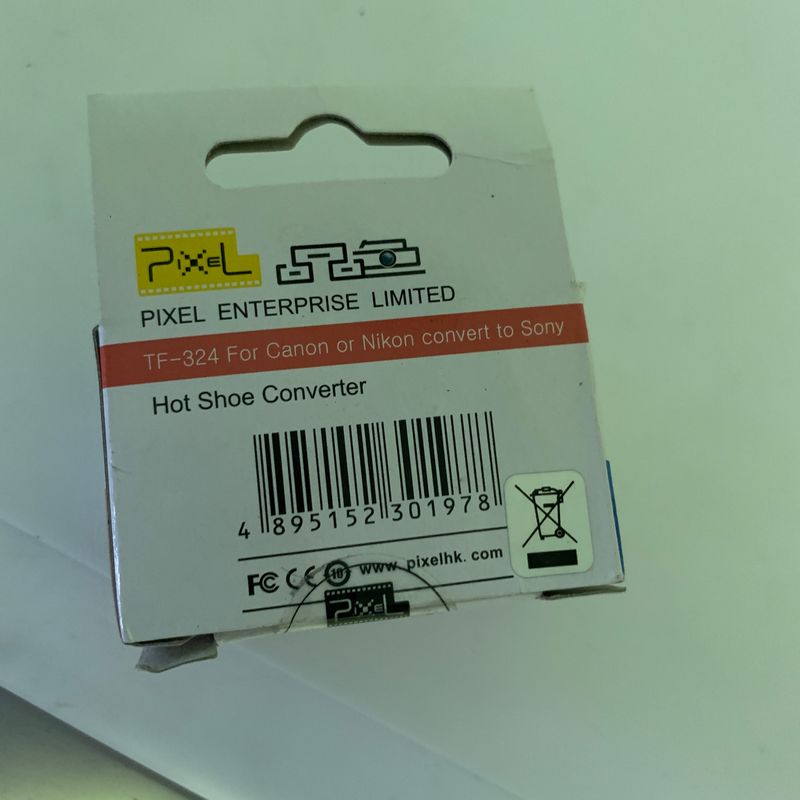 PIXEL
PIXEL ENTERPRISE LIMITED
TF-324 For Canon or Nikon convert to Sony
Hot Shoe Converter
4 895152 301978
FC CE 10 www.pixelhk.com
PIXEL